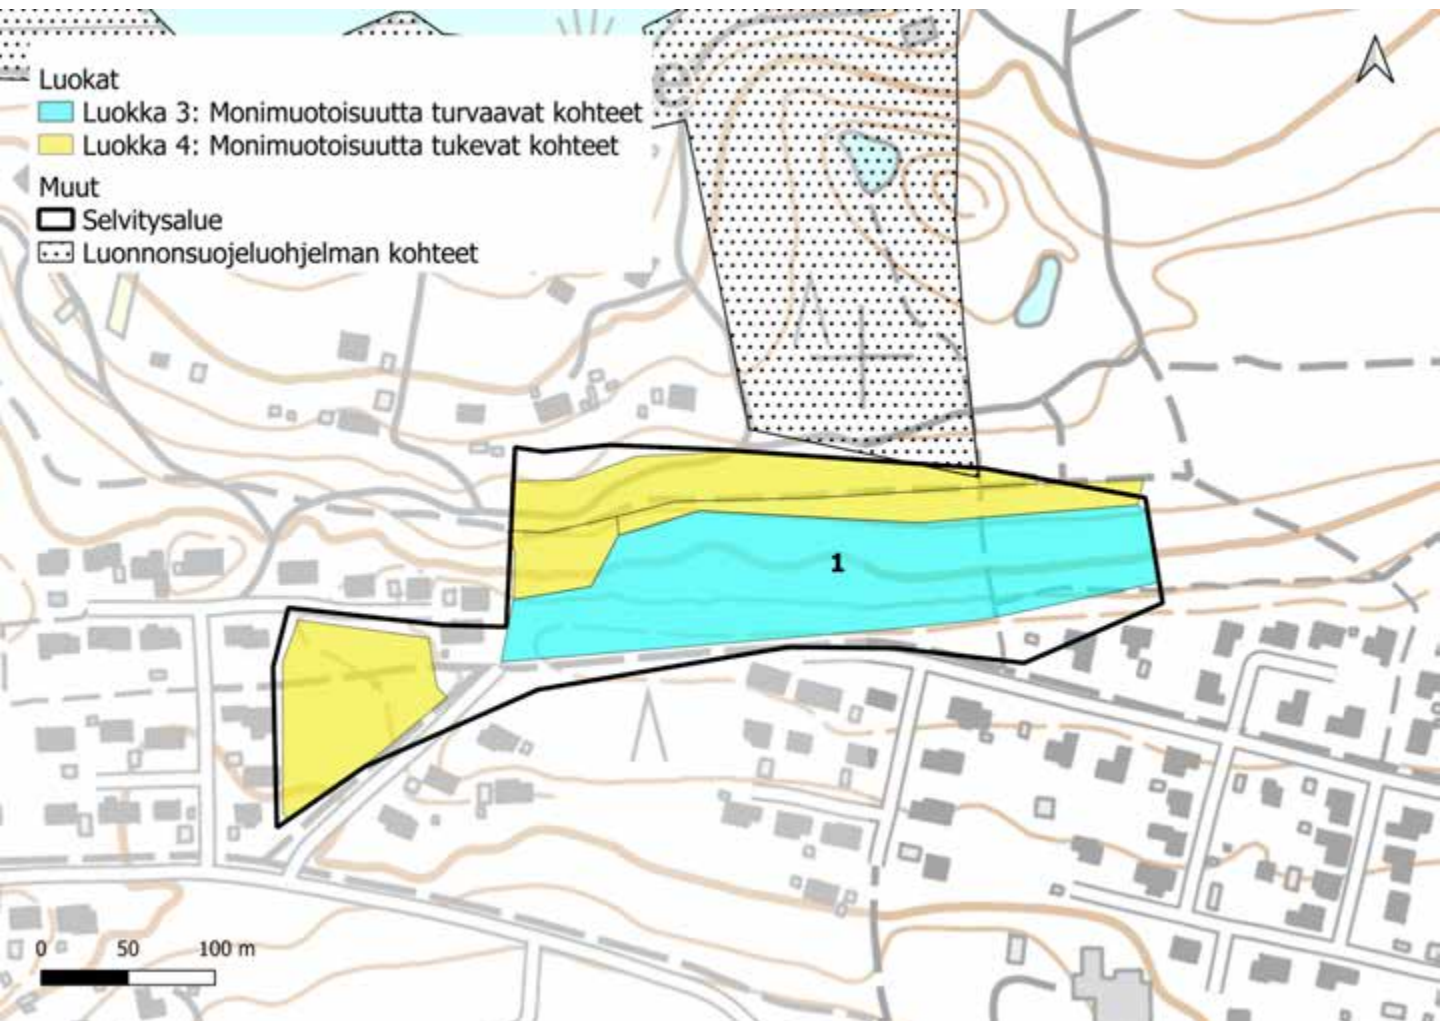 Luokat
Luokka 3: Monimuotoisuutta turvaavat kohteet
Luokka 4: Monimuotoisuutta tukevat kohteet
Muut
Selvitysalue
Luonnonsuojeluohjelman kohteet
1
0 50 100 m